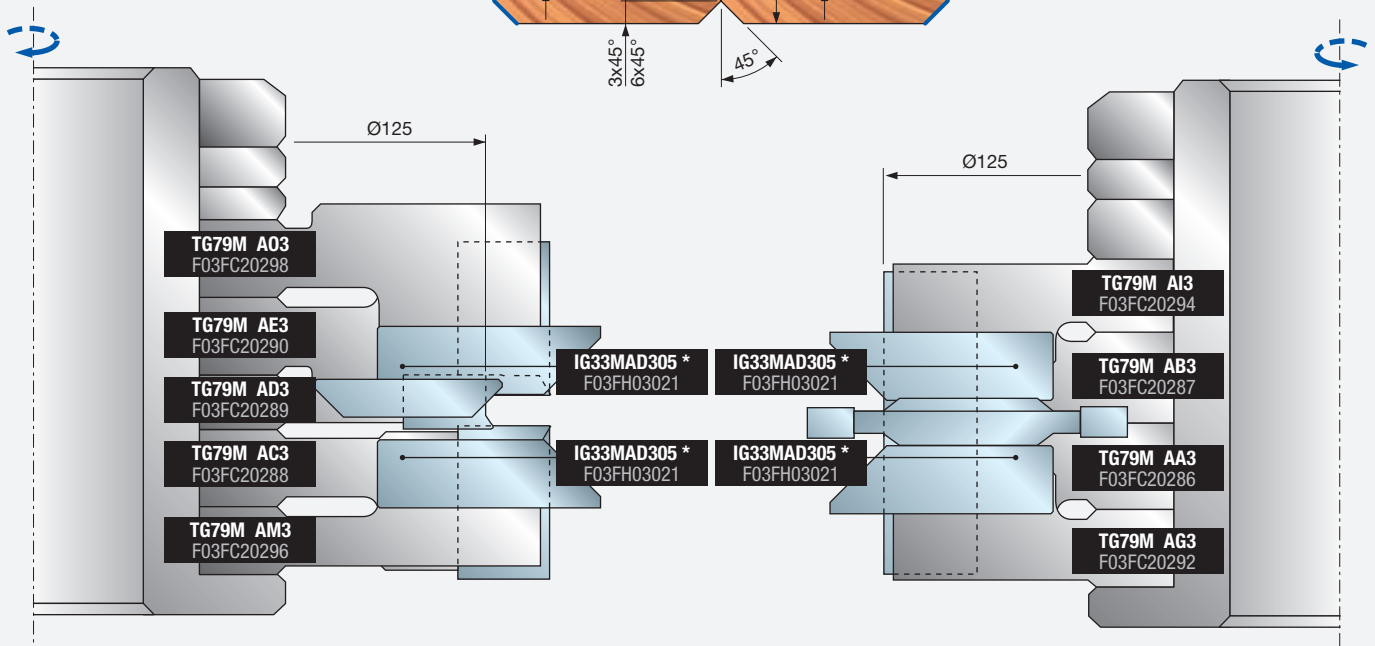 3x45°
6x45°
45°
Ø125
Ø125
TG79M AO3
F03FC20298
TG79M AE3
F03FC20290
TG79M AD3
F03FC20289
TG79M AC3
F03FC20288
TG79M AM3
F03FC20296
IG33MAD305 *
F03FH03021
IG33MAD305 *
F03FH03021
IG33MAD305 *
F03FH03021
IG33MAD305 *
F03FH03021
TG79M AI3
F03FC20294
TG79M AB3
F03FC20287
TG79M AA3
F03FC20286
TG79M AG3
F03FC20292